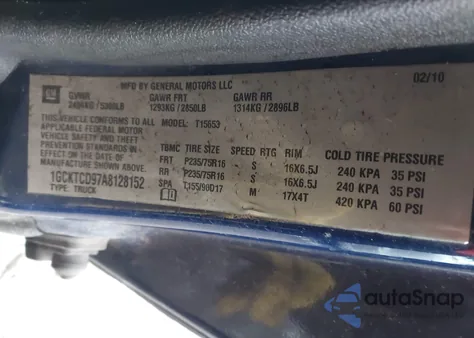 GM
MFD BY GENERAL MOTORS LLC 02/10
GVWR GAWR FRT GAWR RR
1293KG / 2850LB 1314KG / 2896LB
THIS VEHICLE CONFORMS TO ALL
APPLICABLE FEDERAL MOTOR
VEHICLE SAFETY AND THEFT
PREVENTION STANDARDS IN
EFFECT ON THE DATE OF
MANUFACTURE SHOWN ABOVE.
1GCKTCD97A8128152
TYPE: TRUCK
MODEL: T15653
TBMC TIRE SIZE SPEED RTG RIM COLD TIRE PRESSURE
FRT P235/75R16 S 16X6.5J 240 KPA 35 PSI
RR P235/75R16 S 16X6.5J 240 KPA 35 PSI
SPA T155/90D17 M 17X4T 420 KPA 60 PSI
autoSnap